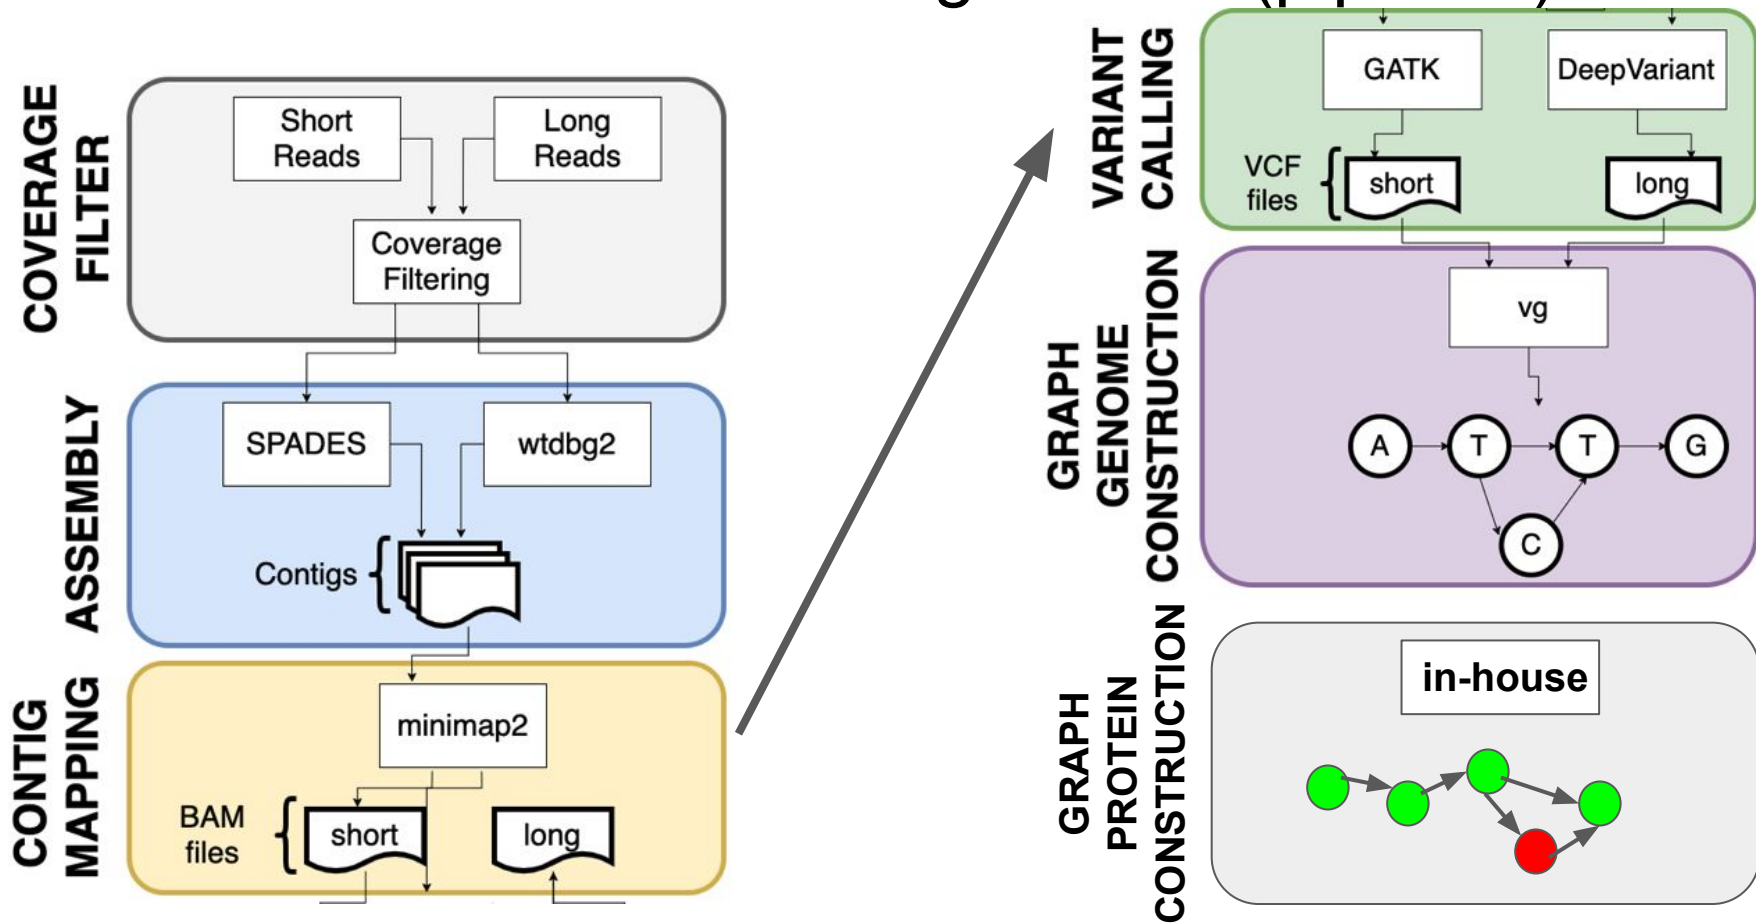 COVERAGE
FILTER
Short
Reads
Long
Reads
Coverage
Filtering
ASSEMBLY
SPADES
wtdbg2
Contigs
CONTIG
MAPPING
minimap2
BAM
files
short
long
VARIANT
CALLING
GATK
DeepVariant
VCF
files
short
long
GRAPH
GENOME
CONSTRUCTION
vg
A
T
T
G
C
GRAPH
PROTEIN
CONSTRUCTION
in-house